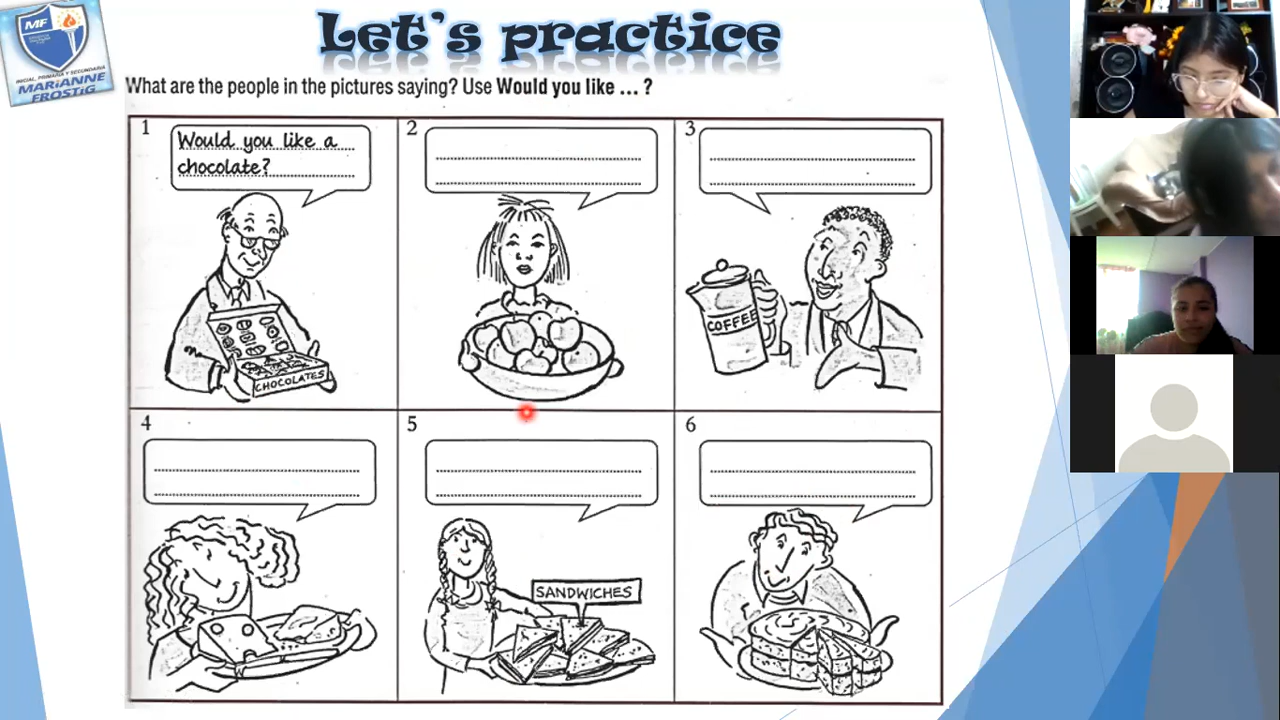 MF
INICIAL, PRIMARIA Y SECUNDARIA
MARIANNE
FROSTIG
Let's practice
What are the people in the pictures saying? Use Would you like ... ?
1
Would you like a
chocolate?
CHOCOLATES
2
3
COFFEE
4
5
SANDWICHES
6